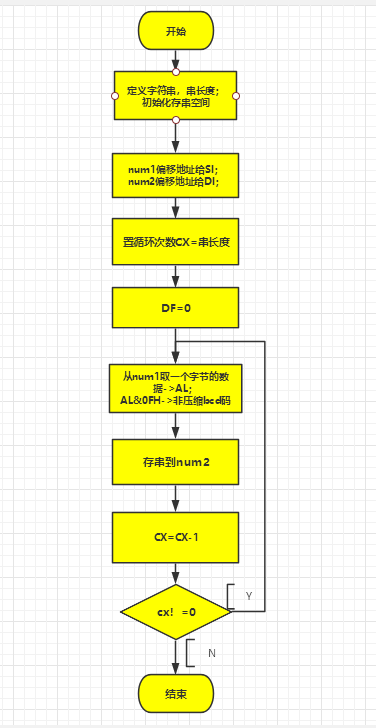 开始
定义字符串，串长度；
初始化存串空间
num1偏移地址给SI；
num2偏移地址给DI；
置循环次数CX=串长度
DF=0
从num1取一个字节的数
据->AL；
AL&0FH->非压缩bcd码
存串到num2
CX=CX-1
cx！=0
Y
N
结束